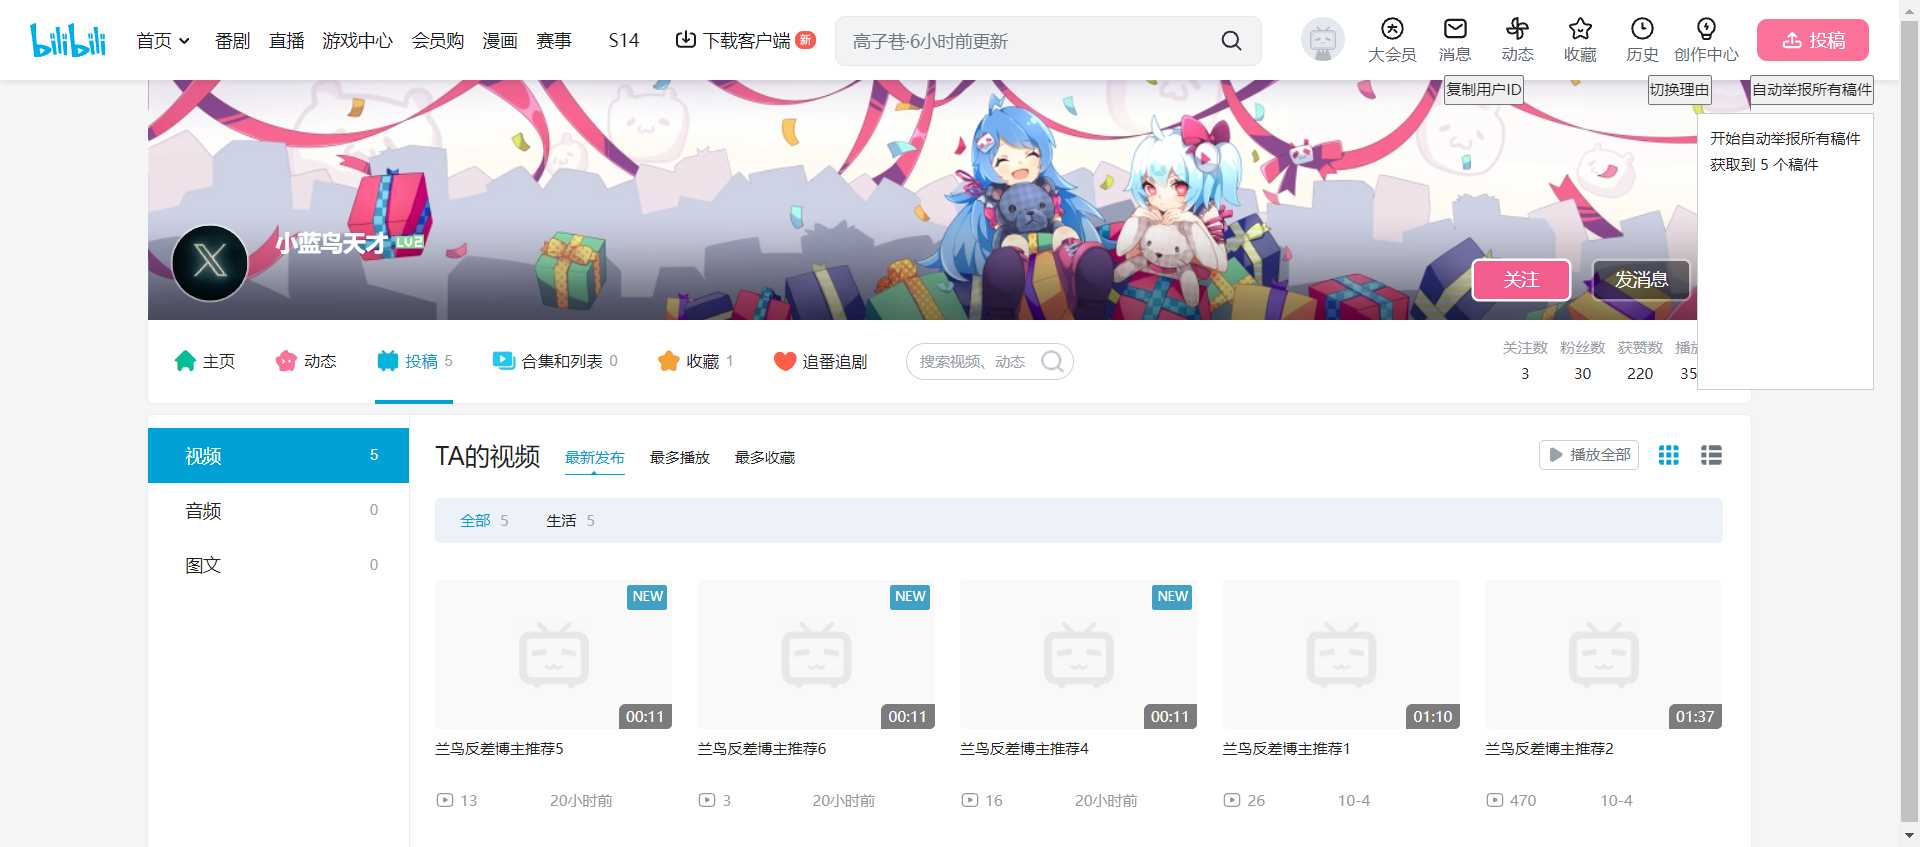 bilibili
首页 番剧 直播 游戏中心 会员购 漫画 赛事 S14 下载客户端 新
高子巷·6小时前更新
大会员 消息 动态 收藏 历史 创作中心 投稿
复制用户ID 切换理由 自动举报所有稿件
开始自动举报所有稿件
获取到 5 个稿件
小蓝鸟天才 LV2
关注 发消息
主页 动态 投稿 5 合集和列表 0 收藏 1 追番追剧 搜索视频、动态
关注数 粉丝数 获赞数 播放
3 30 220 35
视频 5
音频 0
图文 0
TA的视频 最新发布 最多播放 最多收藏 播放全部
全部 5 生活 5
NEW NEW NEW
00:11 00:11 00:11 01:10 01:37
兰鸟反差博主推荐5 兰鸟反差博主推荐6 兰鸟反差博主推荐4 兰鸟反差博主推荐1 兰鸟反差博主推荐2
13 20小时前 3 20小时前 16 20小时前 26 10-4 470 10-4